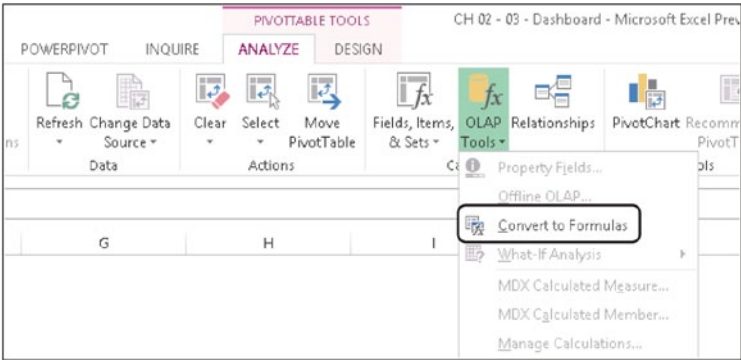 PIVOTTABLE TOOLS
CH 02 - 03 - Dashboard - Microsoft Excel Prev
POWERPIVOT INQUIRE ANALYZE DESIGN
Refresh Change Data Source
Clear Select Move PivotTable
Fields, Items, & Sets
OLAP Tools
Relationships
PivotChart Recomm
PivotT
ns
Data
Actions
Ca
ols
Property Fields...
Offline OLAP...
Convert to Formulas
What-If Analysis
MDX Calculated Measure...
MDX Calculated Member...
Manage Calculations...
G H I